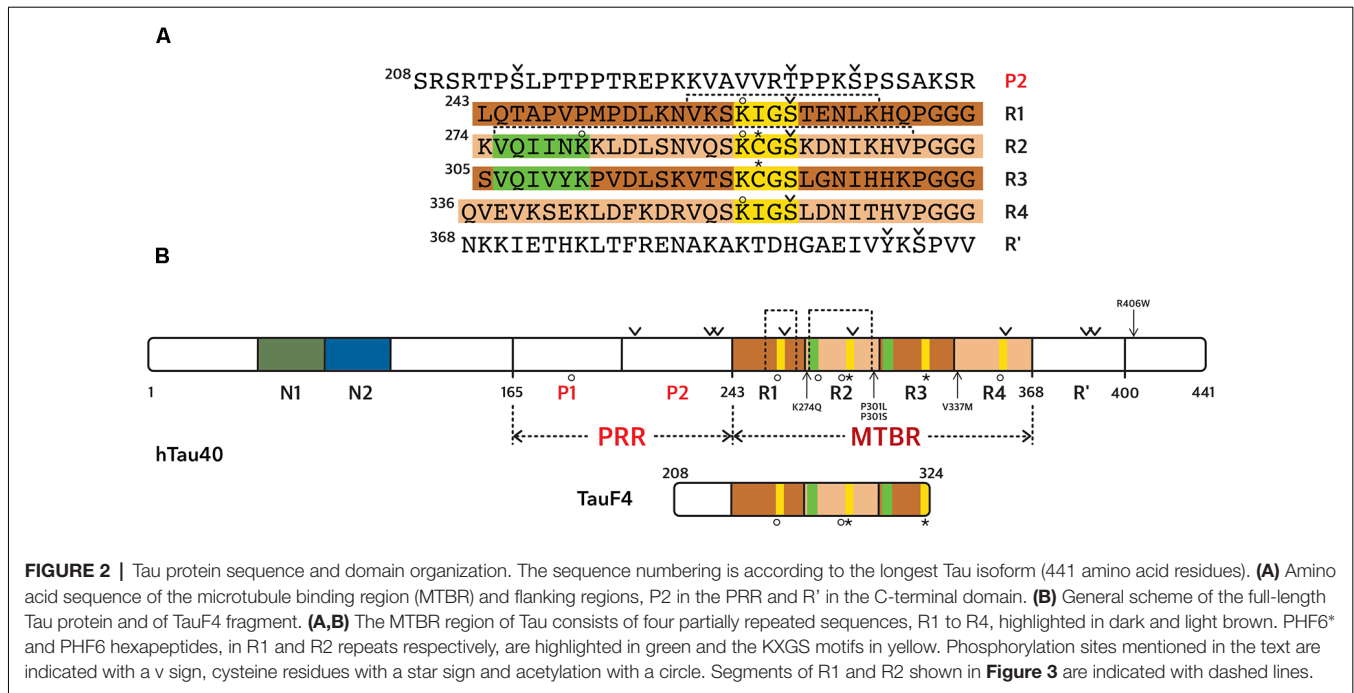 A
208 SRSRTPSLPTPPTREPKKVAVVRTPPKSPSSAKSR P2
243 LQTAPVPMPDLKNVKSKIGSTENLKHQPGGG R1
274 KVQIINKKLDLSNVQSKCGSKDNIKHVPGGG R2
305 SVQIVYKPVDLSKVTSKCGSLGNIHHKPGGG R3
336 QVEVKSEKLDFKDRVQSKIGSLDNITHVPGGG R4
368 NKKIETHKLTFRENAKAKTDHGAEIVYKSPVV R'
B
R406W
1 N1 N2 165 P1 P2 243 R1 R2 R3 R4 368 R' 400 441
K274Q P301L V337M
P301S
PRR MTBR
hTau40
208 324
TauF4
FIGURE 2 | Tau protein sequence and domain organization. The sequence numbering is according to the longest Tau isoform (441 amino acid residues). (A) Amino
acid sequence of the microtubule binding region (MTBR) and flanking regions, P2 in the PRR and R' in the C-terminal domain. (B) General scheme of the full-length
Tau protein and of TauF4 fragment. (A,B) The MTBR region of Tau consists of four partially repeated sequences, R1 to R4, highlighted in dark and light brown. PHF6*
and PHF6 hexapeptides, in R1 and R2 repeats respectively, are highlighted in green and the KXGS motifs in yellow. Phosphorylation sites mentioned in the text are
indicated with a v sign, cysteine residues with a star sign and acetylation with a circle. Segments of R1 and R2 shown in Figure 3 are indicated with dashed lines.